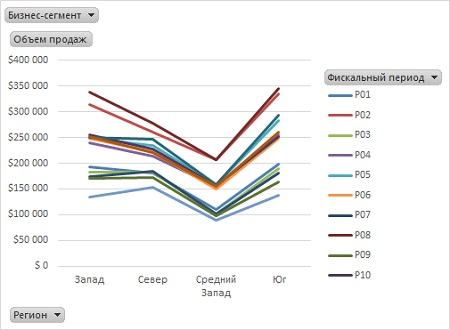 Бизнес-сегмент
Объем продаж
$400 000
$350 000
$300 000
$250 000
$200 000
$150 000
$100 000
$50 000
$ 0
Запад
Север
Средний
Запад
Юг
Фискальный период
P01
P02
P03
P04
P05
P06
P07
P08
P09
P10
Регион